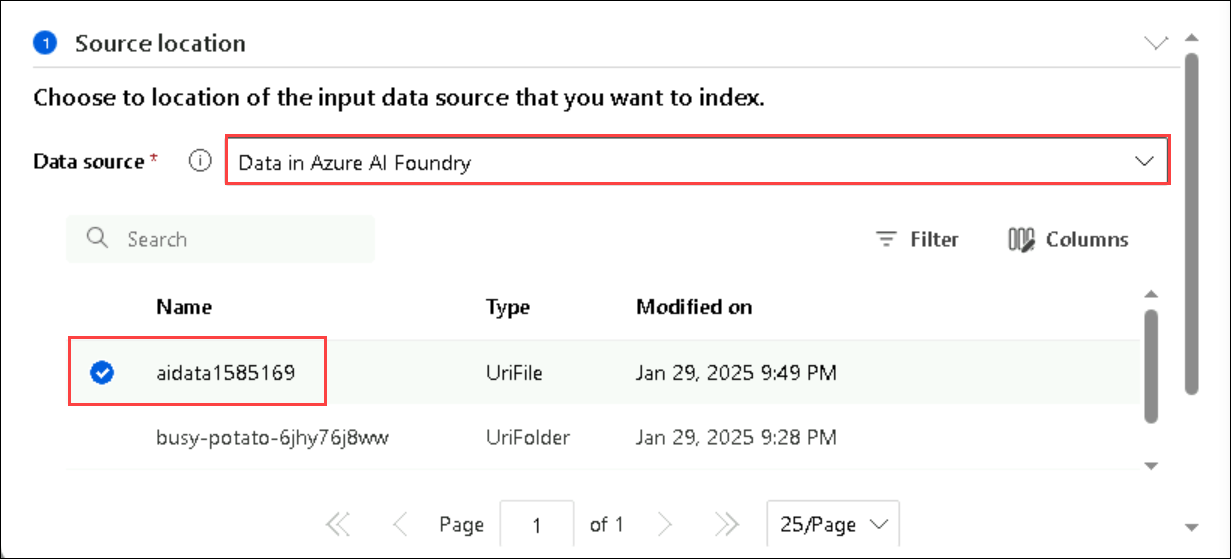 1 Source location
Choose to location of the input data source that you want to index.
Data source * Data in Azure AI Foundry
Search Filter Columns
Name Type Modified on
aidata1585169 UriFile Jan 29, 2025 9:49 PM
busy-potato-6jhy76j8ww UriFolder Jan 29, 2025 9:28 PM
Page 1 of 1 25/Page